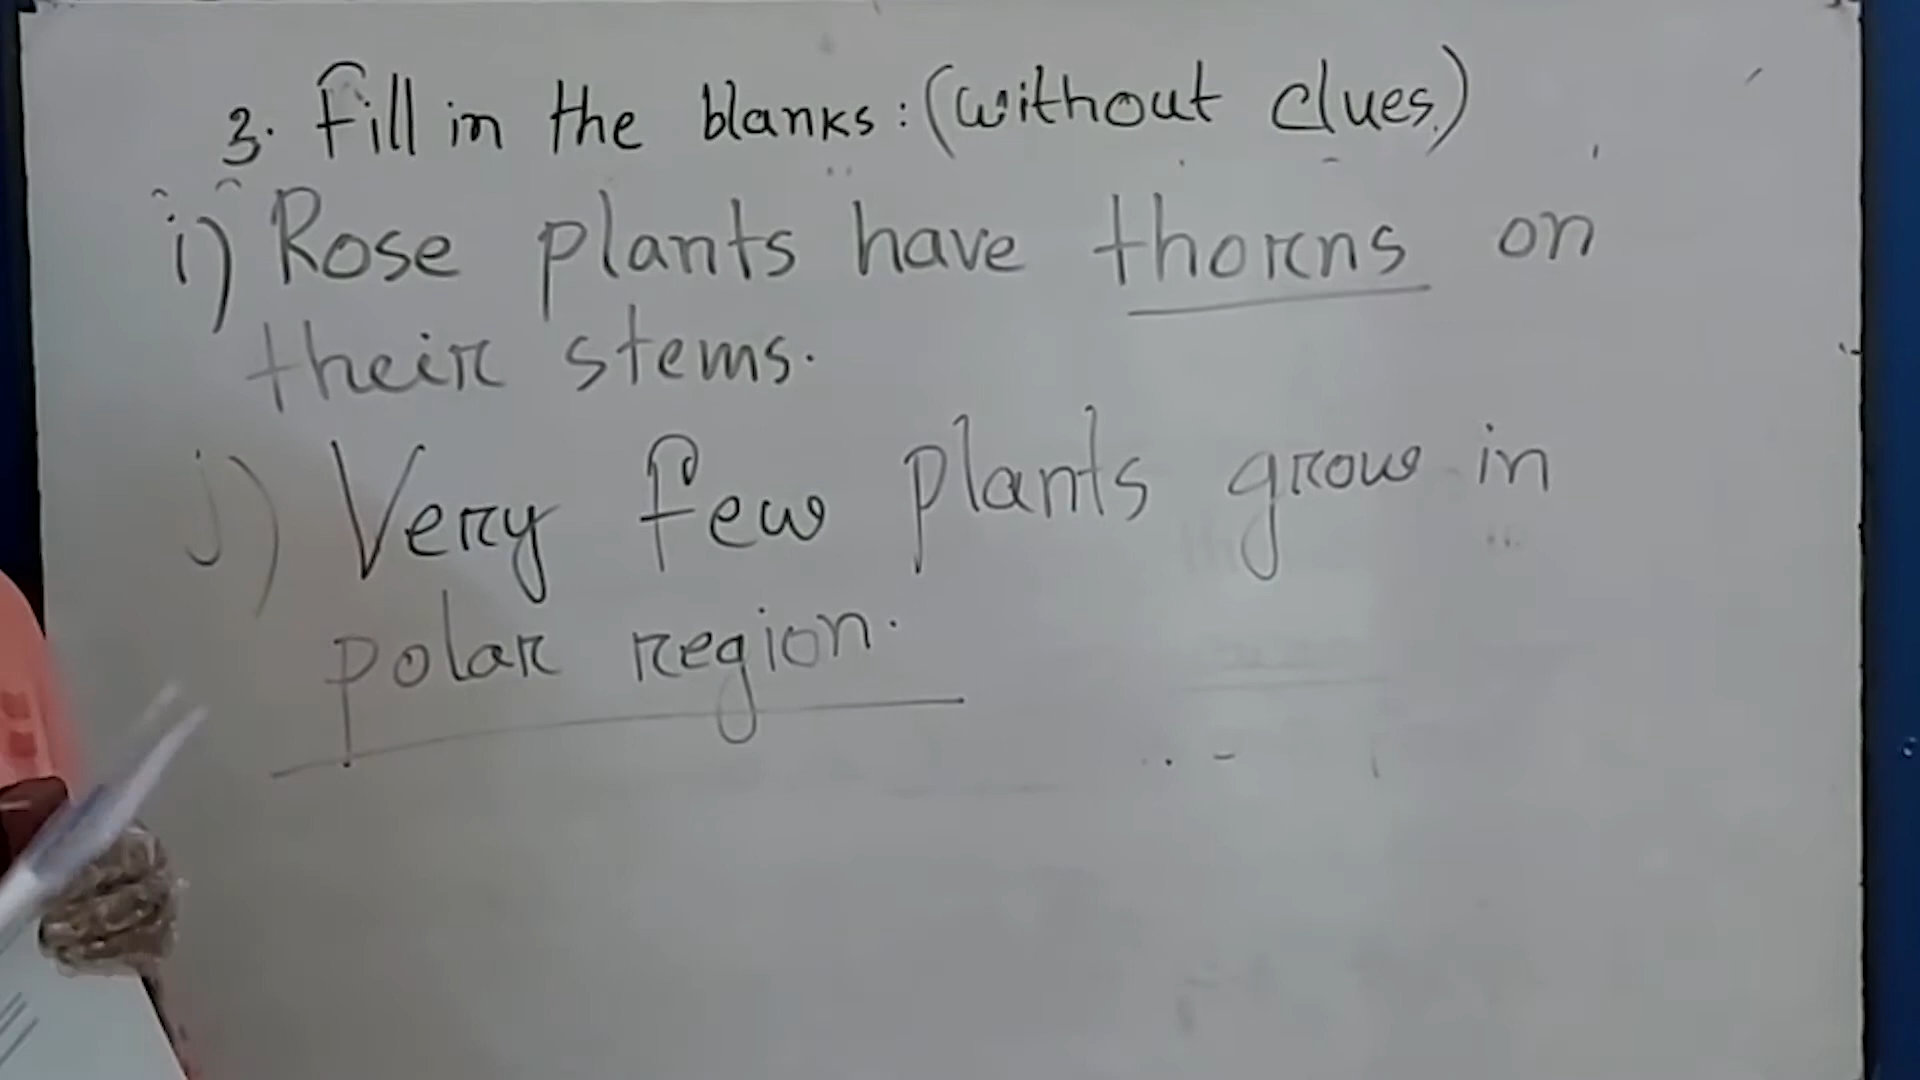 3. Fill in the blanks: (without clues)
i) Rose plants have thorns on
their stems.
j) Very few plants grow in
polar region.